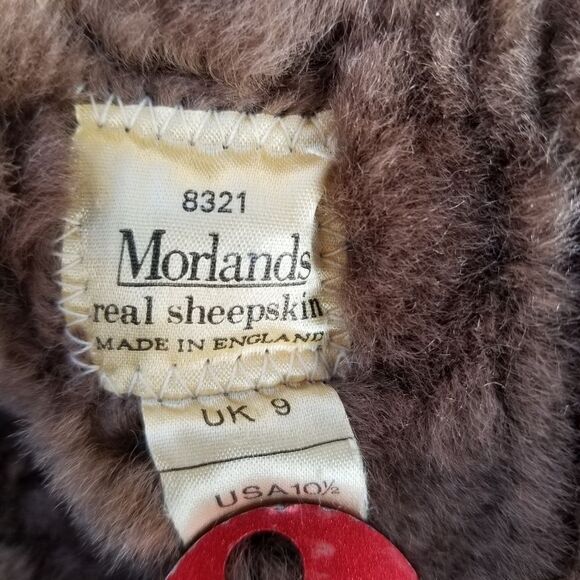 8321
Morlands
real sheepskin
MADE IN ENGLAND
UK 9
USA 10½